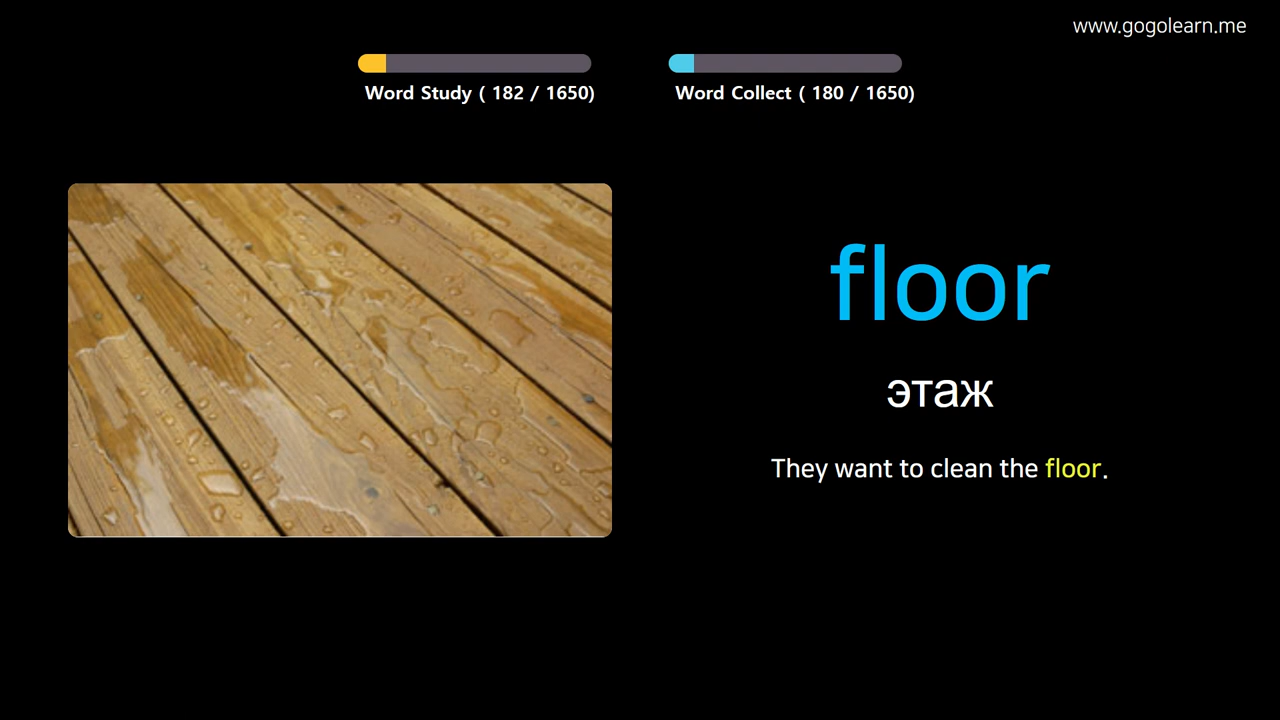 www.gogolearn.me
Word Study ( 182 / 1650)
Word Collect ( 180 / 1650)
floor
этаж
They want to clean the floor.